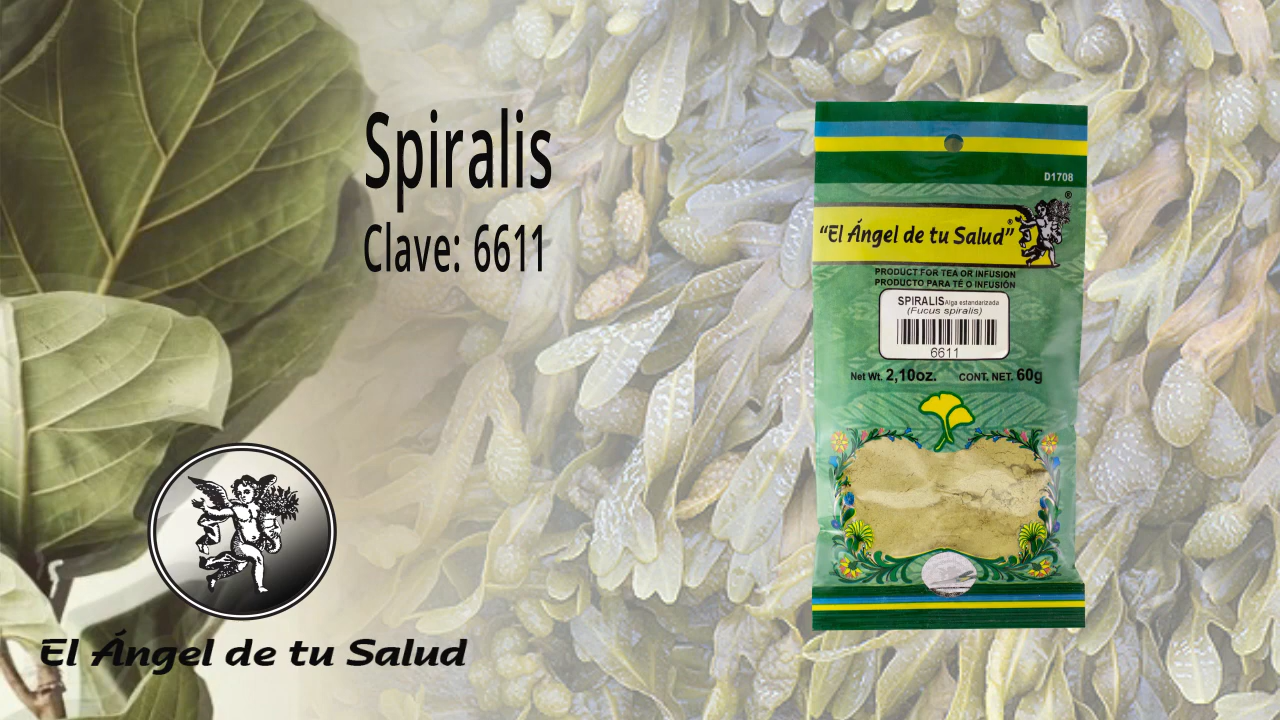 Spiralis
Clave: 6611
El Ángel de tu Salud
D1708
®
®
“El Ángel de tu Salud”
PRODUCT FOR TEA OR INFUSION
PRODUCTO PARA TÉ O INFUSIÓN
SPIRALIS Alga estandarizada
(Fucus spiralis)
6611
Net Wt. 2,10oz. CONT. NET. 60g